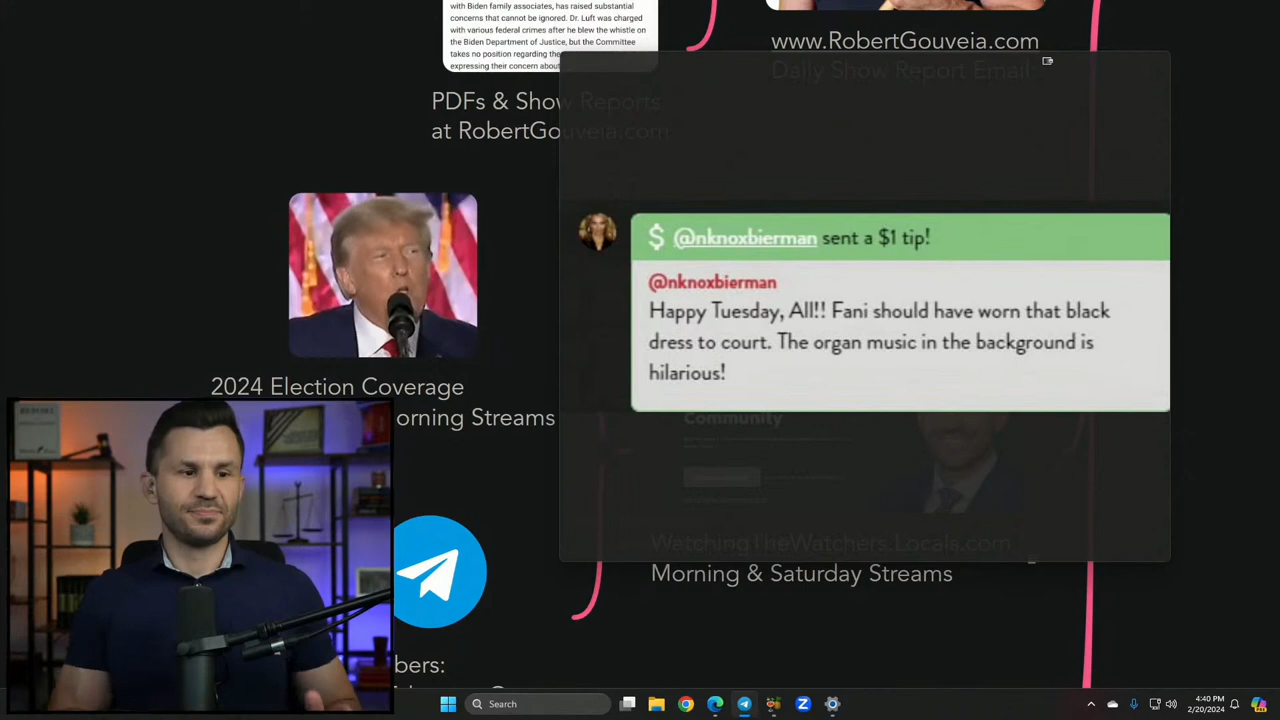 with Biden family associates, has raised substantial
concerns that cannot be ignored. Dr. Luft was charged
with various federal crimes after he blew the whistle on
the Biden Department of Justice, but the Committee
takes no position regarding the
expressing their concern about
www.RobertGouveia.com
Daily Show Report Email
PDFs & Show Reports
at RobertGouveia.com
$ @nknoxbierman sent a $1 tip!
@nknoxbierman
Happy Tuesday, All!! Fani should have worn that black
dress to court. The organ music in the background is
hilarious!
2024 Election Coverage
orning Streams
Community
WatchingTheWatchers.Locals.com
Morning & Saturday Streams
bers:
Search
4:40 PM
2/20/2024